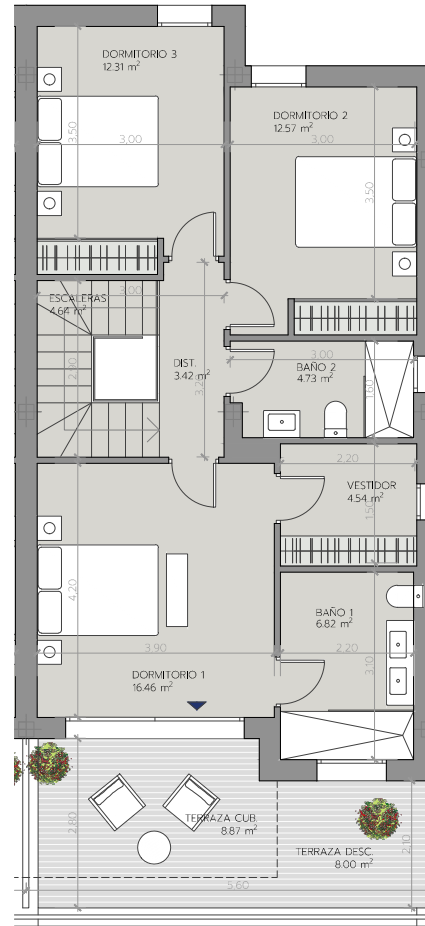 DORMITORIO 3
12.31 m²
3,00
3.50
DORMITORIO 2
12.57 m²
3,00
3.50
ESCALERAS
4.64 m²
3,00
2.90
DIST.
3.42 m²
BAÑO 2
4.73 m²
3,00
1.60
VESTIDOR
4.54 m²
2.20
1.50
BAÑO 1
6.82 m²
2.20
3.10
DORMITORIO 1
16.46 m²
3.90
4.20
TERRAZA CUB.
8.87 m²
2.80
TERRAZA DESC.
8.00 m²
2.10
5.60